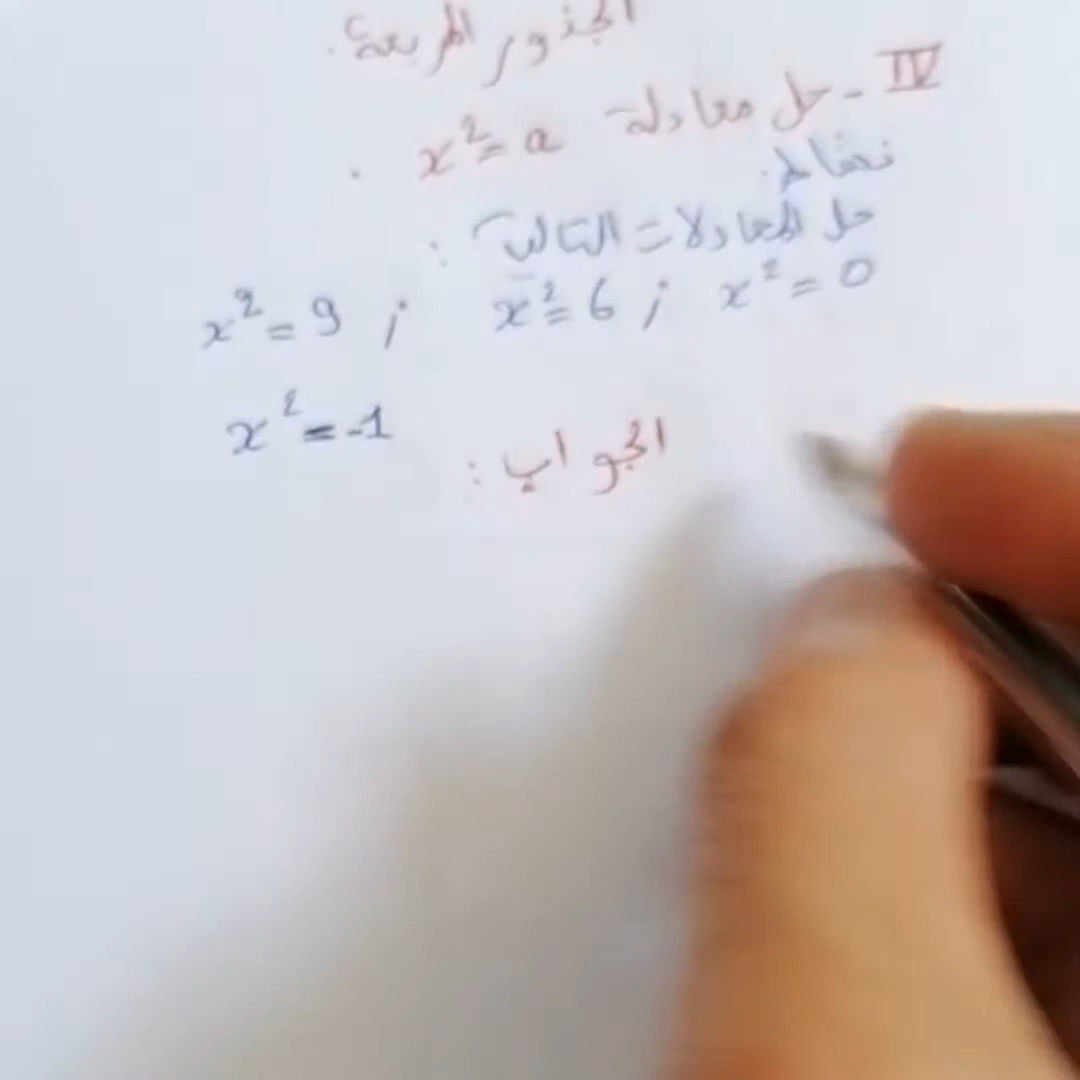 الجذور المربعة.
IV - حل معادلة x²=a .
نشاط.
حل المعادلات التالية :
x²=9 ; x²=6 ; x²=0
x²=-1
الجواب :